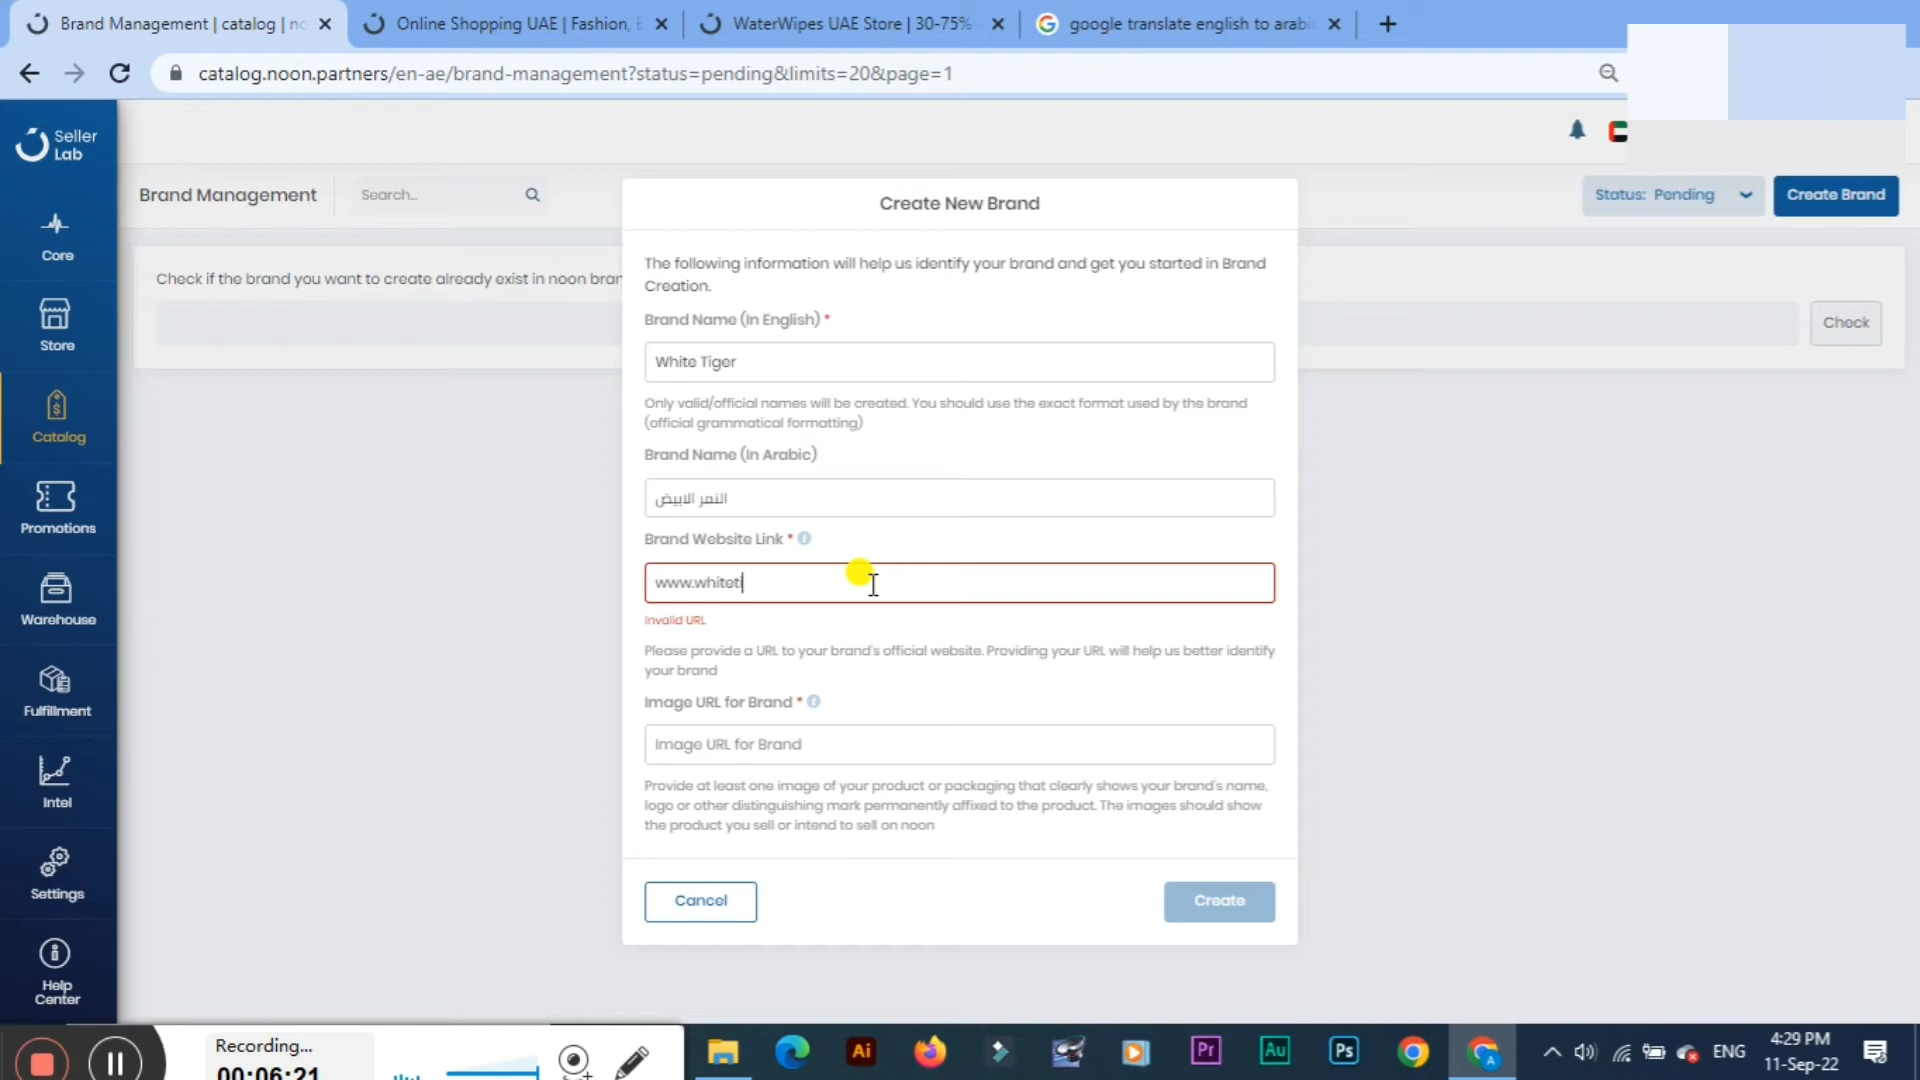 Brand Management | catalog | no
Online Shopping UAE | Fashion, E
WaterWipes UAE Store | 30-75%
google translate english to arabi
catalog.noon.partners/en-ae/brand-management?status=pending&limits=20&page=1
Seller
Lab
Core
Store
Catalog
Promotions
Warehouse
Fulfillment
Intel
Settings
Help
Center
Brand Management
Search...
Status: Pending
Create Brand
Check if the brand you want to create already exist in noon bran
Check
Create New Brand
The following information will help us identify your brand and get you started in Brand
Creation.
Brand Name (In English) *
White Tiger
Only valid/official names will be created. You should use the exact format used by the brand
(official grammatical formatting)
Brand Name (In Arabic)
النمر الابيض
Brand Website Link *
www.whiteti
Invalid URL
Please provide a URL to your brand's official website. Providing your URL will help us better identify
your brand
Image URL for Brand *
Image URL for Brand
Provide at least one image of your product or packaging that clearly shows your brand's name,
logo or other distinguishing mark permanently affixed to the product. The images should show
the product you sell or intend to sell on noon
Cancel
Create
Recording...
00:06:21
Ai
Pr
Au
Ps
A
ENG
4:29 PM
11-Sep-22